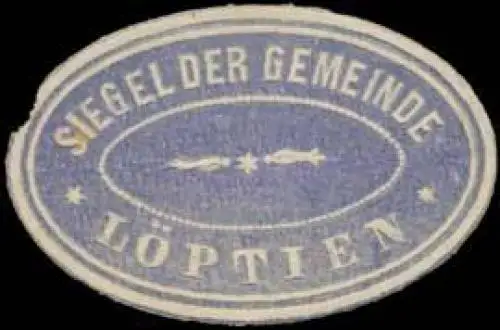 SIEGEL DER GEMEINDE
LÖPTIEN